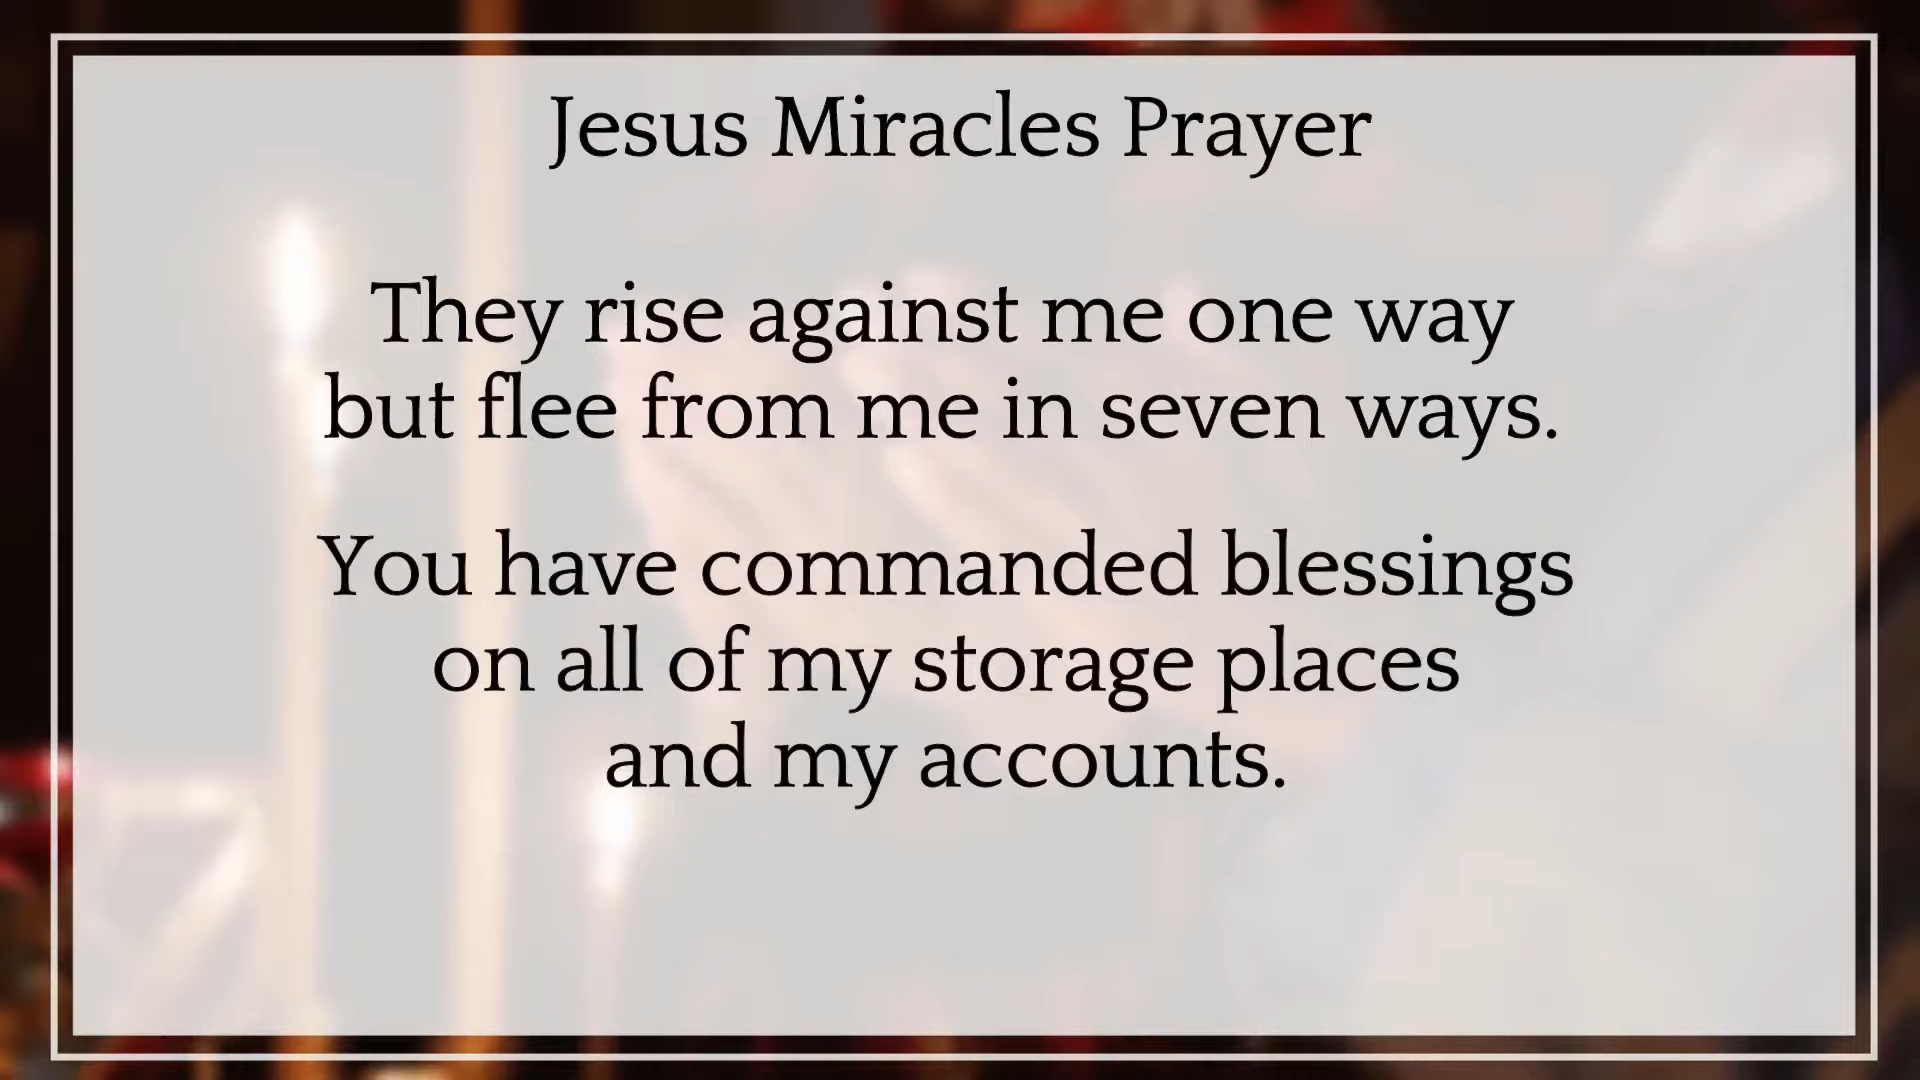 Jesus Miracles Prayer
They rise against me one way
but flee from me in seven ways.
You have commanded blessings
on all of my storage places
and my accounts.